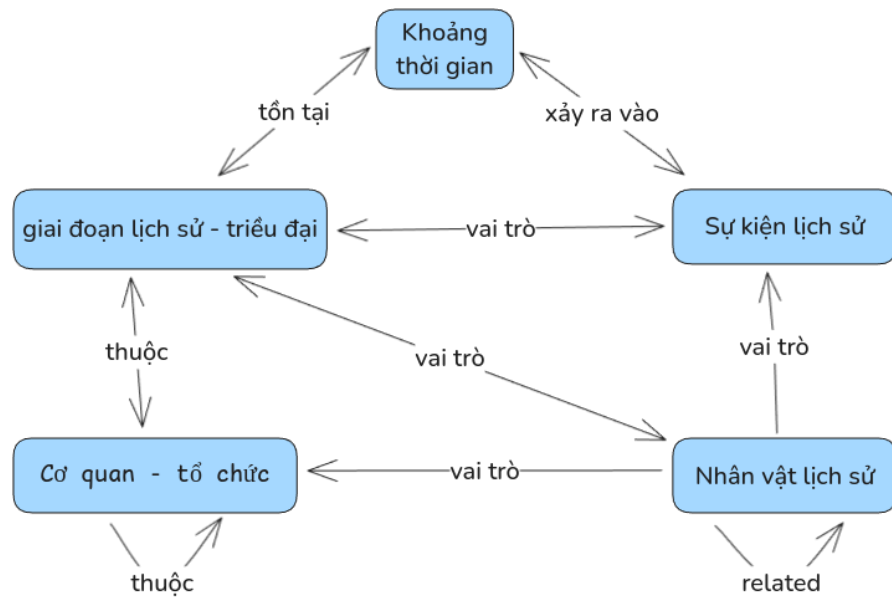 Khoảng
thời gian
tồn tại
xảy ra vào
giai đoạn lịch sử - triều đại
vai trò
Sự kiện lịch sử
thuộc
vai trò
vai trò
Cơ quan - tổ chức
vai trò
Nhân vật lịch sử
thuộc
related